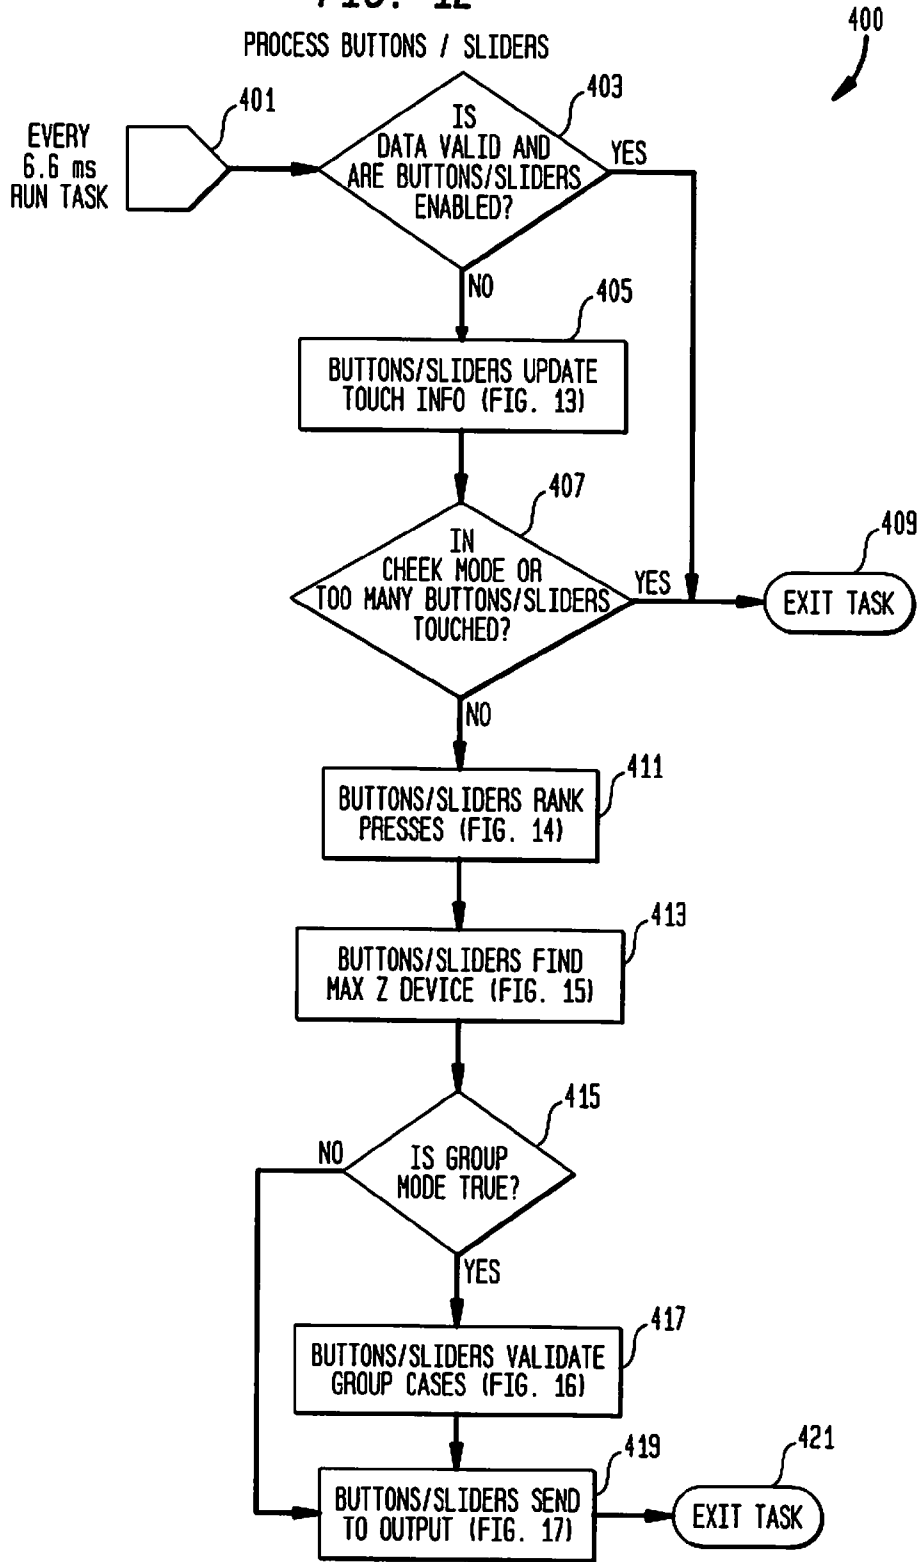 FIG. 12
400
PROCESS BUTTONS / SLIDERS
401
EVERY
6.6 ms
RUN TASK
403
IS
DATA VALID AND
ARE BUTTONS/SLIDERS
ENABLED?
YES
NO
405
BUTTONS/SLIDERS UPDATE
TOUCH INFO (FIG. 13)
407
IN
CHEEK MODE OR
TOO MANY BUTTONS/SLIDERS
TOUCHED?
YES
409
EXIT TASK
NO
411
BUTTONS/SLIDERS RANK
PRESSES (FIG. 14)
413
BUTTONS/SLIDERS FIND
MAX Z DEVICE (FIG. 15)
415
NO
IS GROUP
MODE TRUE?
YES
417
BUTTONS/SLIDERS VALIDATE
GROUP CASES (FIG. 16)
419
BUTTONS/SLIDERS SEND
TO OUTPUT (FIG. 17)
421
EXIT TASK